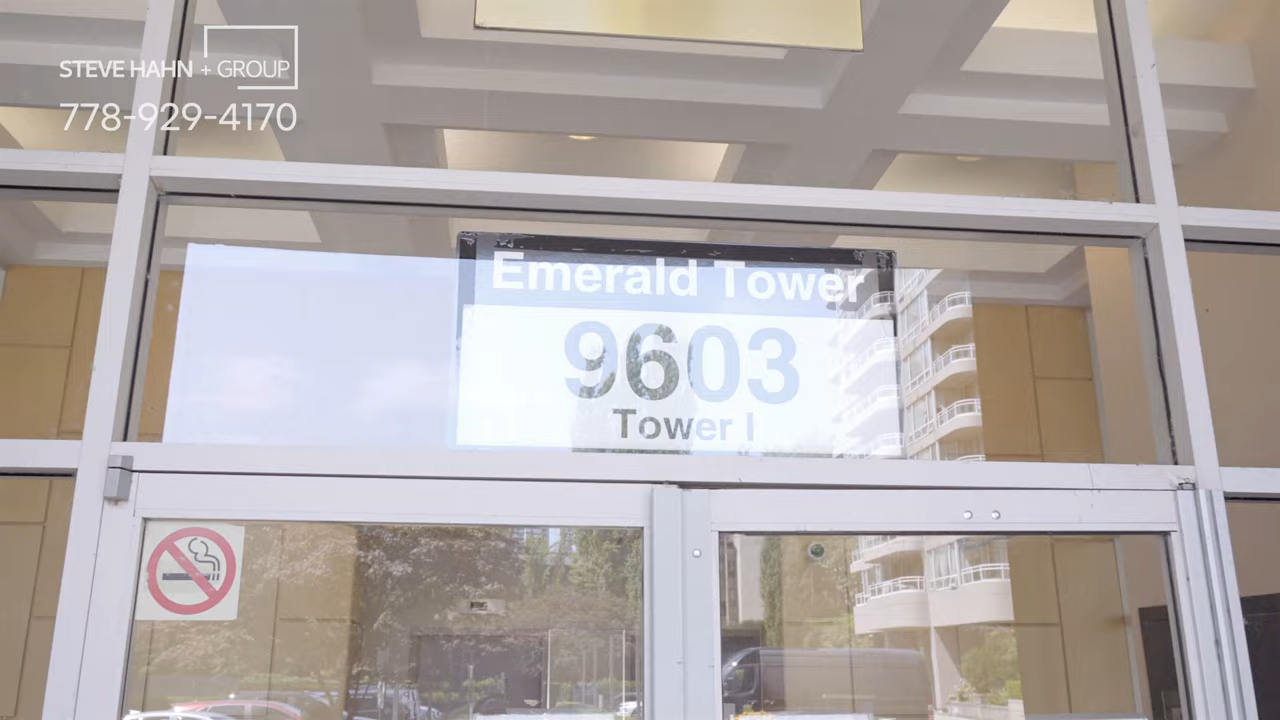 STEVE HAHN + GROUP
778-929-4170
Emerald Tower
9603
Tower I